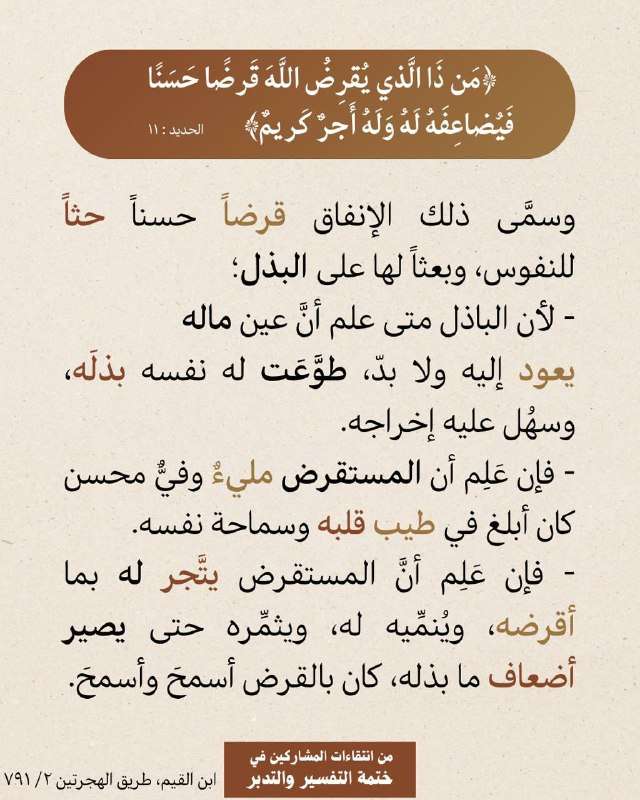 ﴿مَن ذَا الَّذي يُقرِضُ اللَّهَ قَرضًا حَسَنًا
فَيُضاعِفَهُ لَهُ وَلَهُ أَجرٌ كَريمٌ﴾ الحديد : ١١
وسمَّى ذلك الإنفاق قرضاً حسناً حثاً
للنفوس، وبعثاً لها على البذل؛
- لأن الباذل متى علم أنَّ عين ماله
يعود إليه ولا بدّ، طوَّعَت له نفسه بذلَه،
وسهُل عليه إخراجه.
- فإن عَلِم أن المستقرض مليءٌ وفيٌّ محسن
كان أبلغ في طيب قلبه وسماحة نفسه.
- فإن عَلِم أنَّ المستقرض يتَّجر له بما
أقرضه، ويُنمِّيه له، ويثمِّره حتى يصير
أضعاف ما بذله، كان بالقرض أسمحَ وأسمحَ.
من انتقاءات المشاركين في
ختمة التفسير والتدبر
ابن القيم، طريق الهجرتين ٢/ ٧٩١